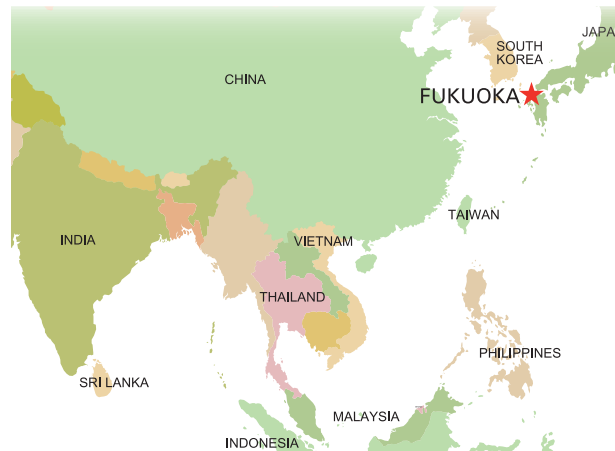 JAPA
SOUTH
KOREA
CHINA
FUKUOKA
TAIWAN
INDIA
VIETNAM
THAILAND
PHILIPPINES
SRI LANKA
MALAYSIA
INDONESIA